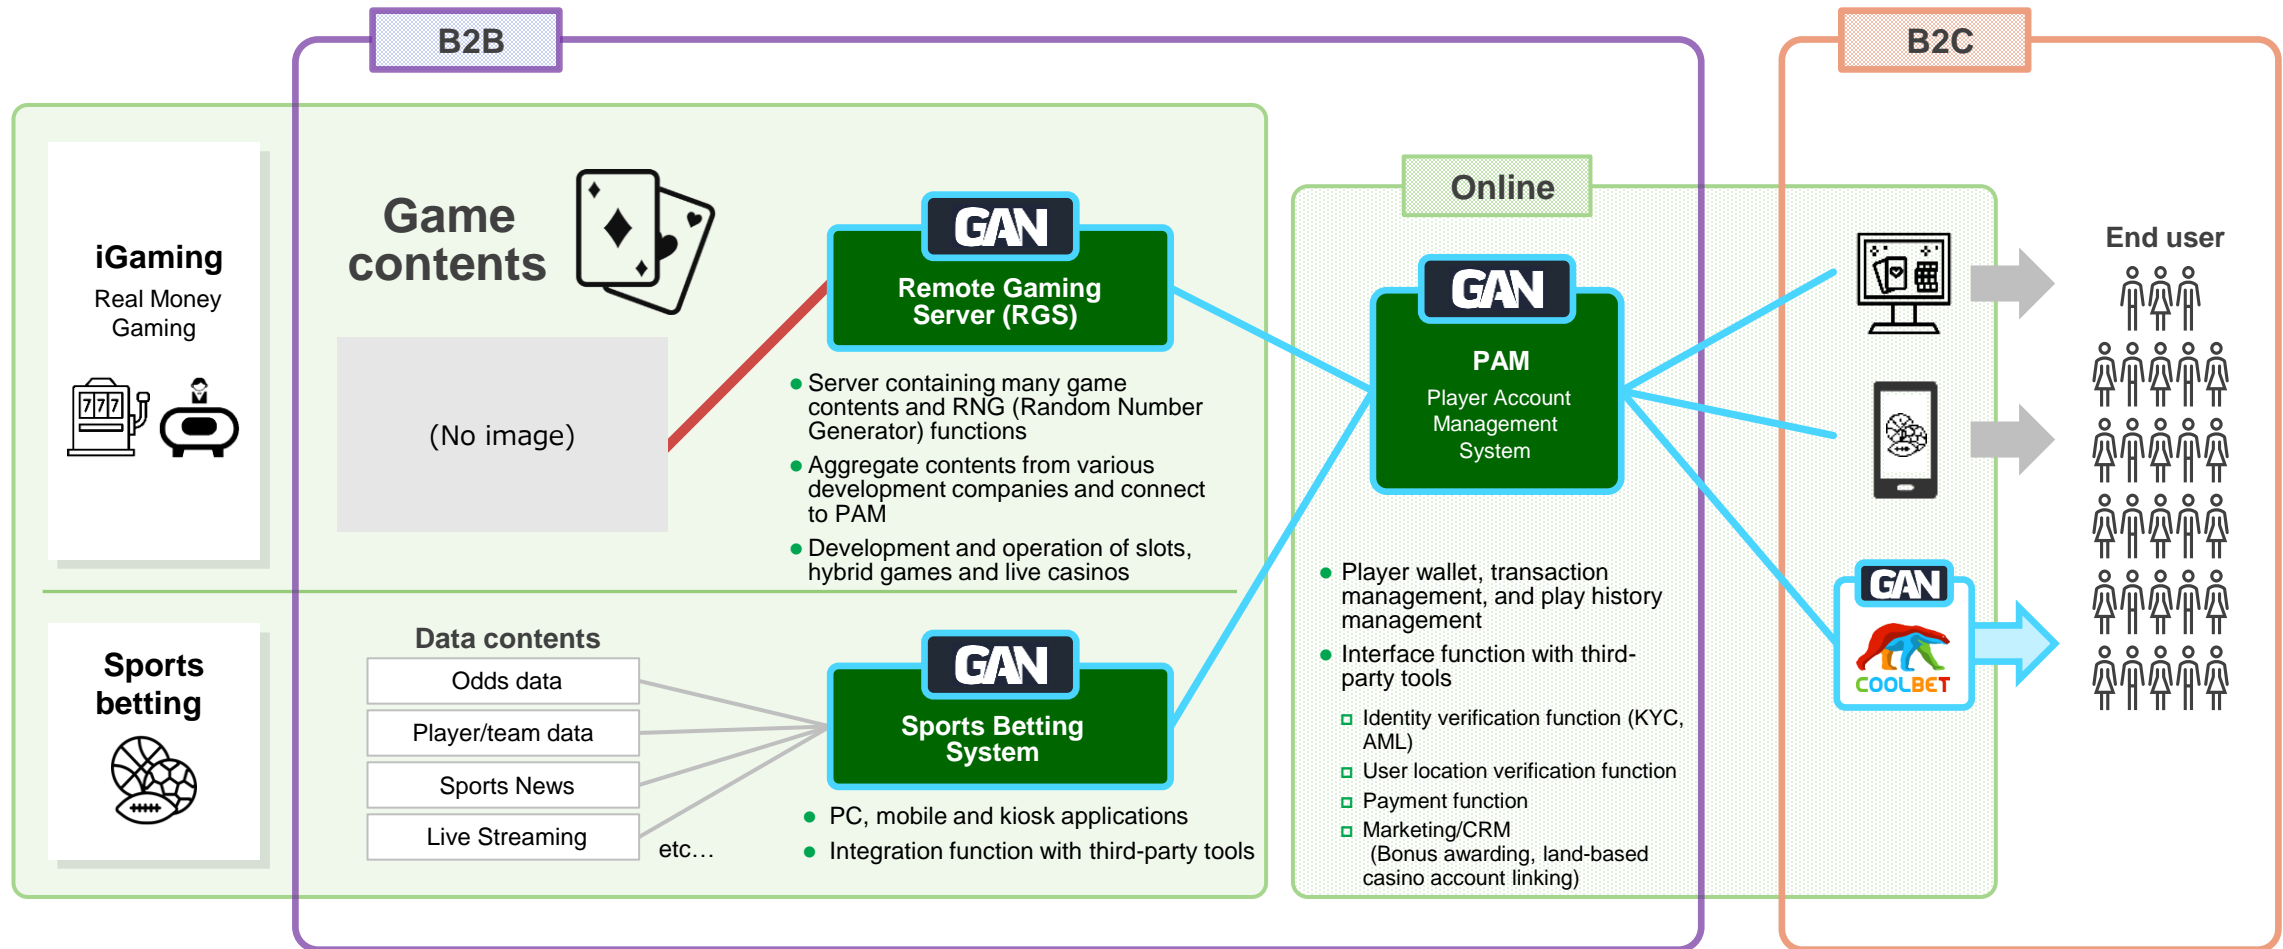 B2B
B2C
iGaming
Real Money
Gaming
777
Game
contents
(No image)
GAN
Remote Gaming
Server (RGS)
● Server containing many game
contents and RNG (Random Number
Generator) functions
● Aggregate contents from various
development companies and connect
to PAM
● Development and operation of slots,
hybrid games and live casinos
Sports
betting
Data contents
Odds data
Player/team data
Sports News
Live Streaming
etc…
GAN
Sports Betting
System
● PC, mobile and kiosk applications
● Integration function with third-party tools
Online
GAN
PAM
Player Account
Management
System
● Player wallet, transaction
management, and play history
management
● Interface function with third-
party tools
Identity verification function (KYC,
AML)
User location verification function
Payment function
Marketing/CRM
(Bonus awarding, land-based
casino account linking)
GAN
COOLBET
End user